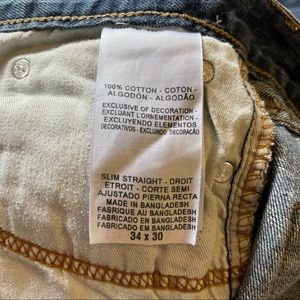 100% COTTON - COTON -
ALGODÓN - ALGODÃO
EXCLUSIVE OF DECORATION -
EXCLUANT L'ORNEMENTATION -
EXCLUYENDO ELEMENTOS
DECORATIVOS - EXCLUINDO DECORAÇÃO
SLIM STRAIGHT - DROIT
ÉTROIT - CORTE SEMI
AJUSTADO PIERNA RECTA
MADE IN BANGLADESH
FABRIQUE AU BANGLADESH
FABRICADO EN BANGLADESH
FABRICADO EM BANGLADESH
34 x 30